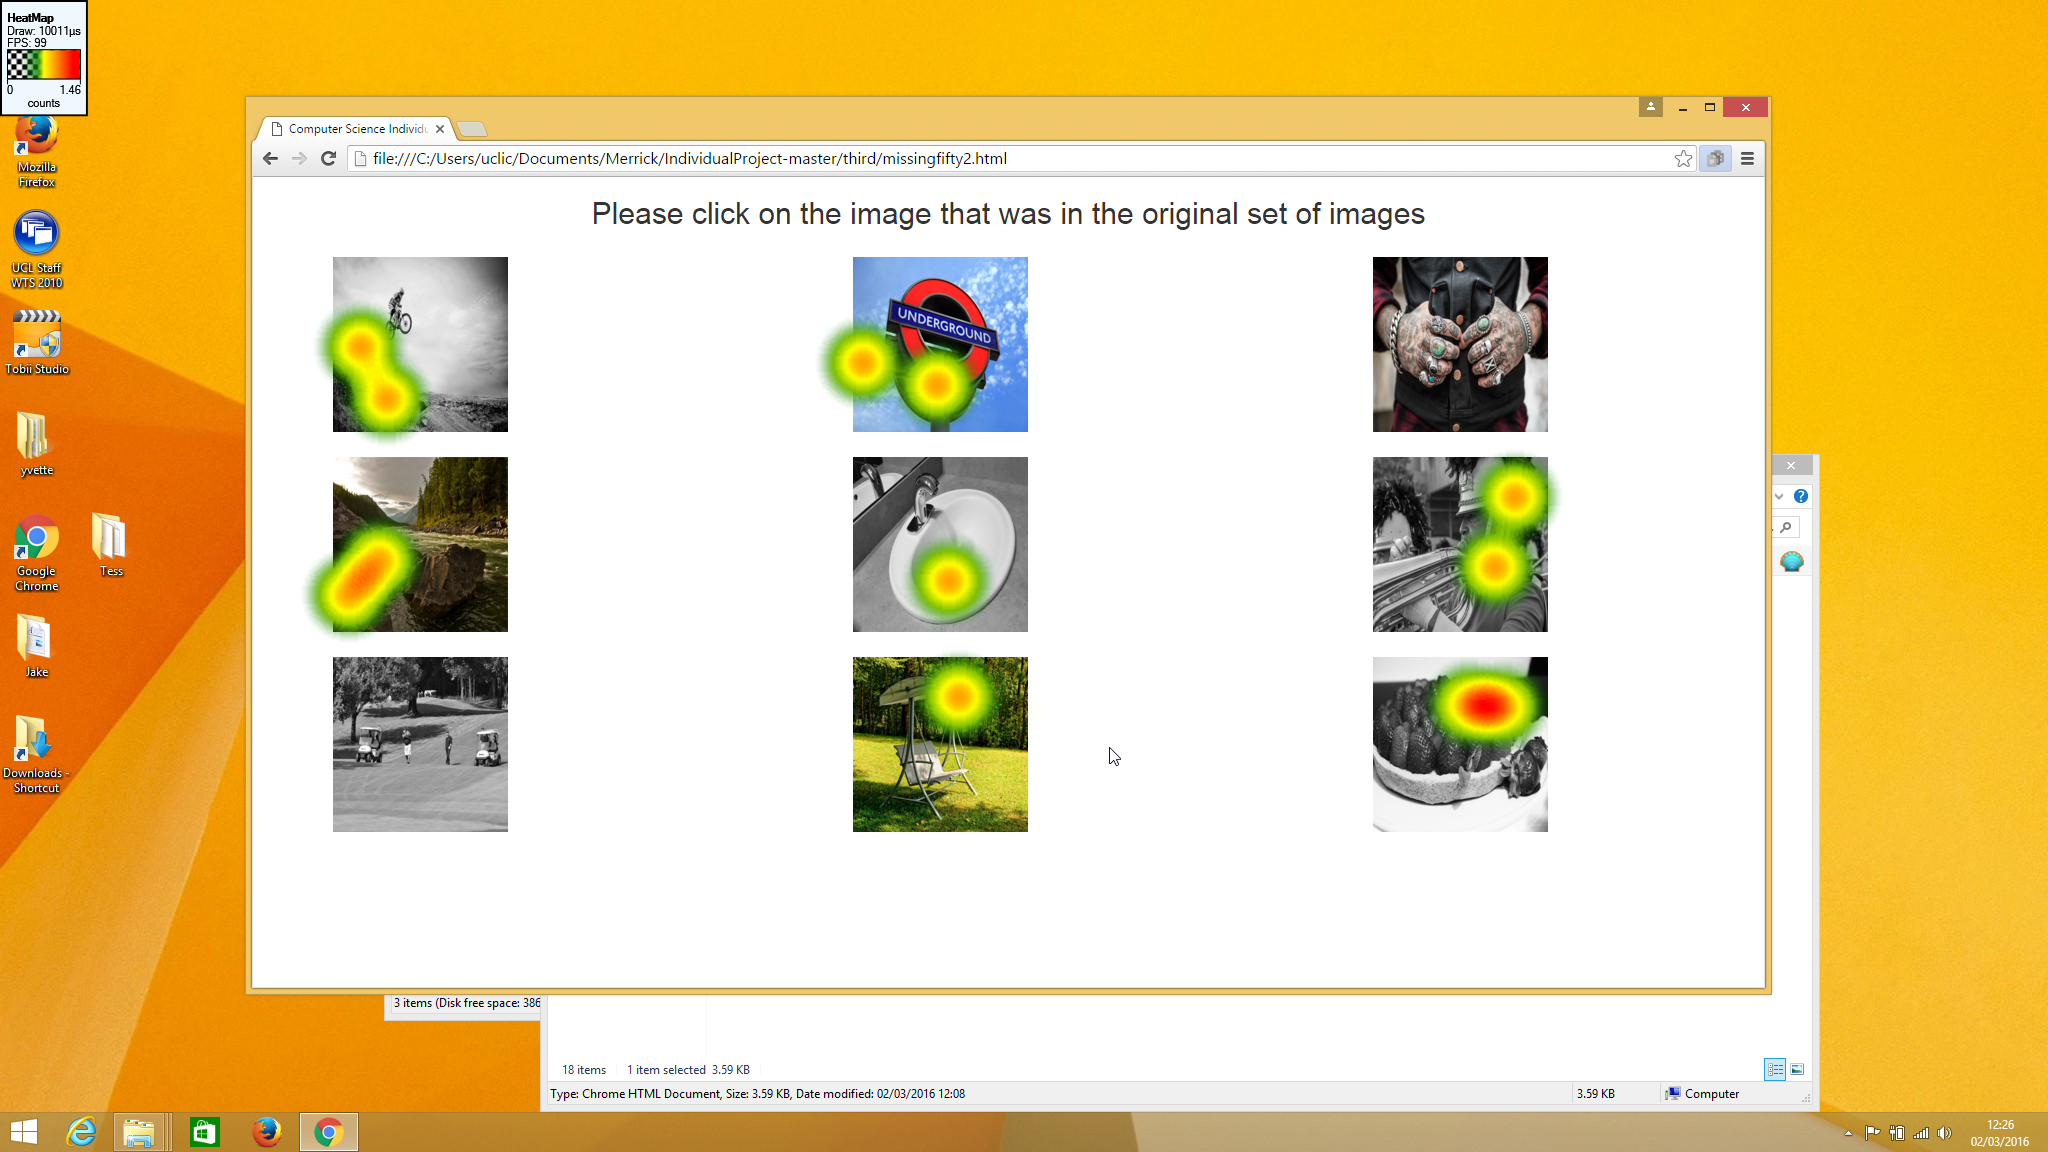 HeatMap
Draw: 10011µs
FPS: 99
0 1.46
counts
Mozilla
Firefox
UCL Staff
WTS 2010
Tobii Studio
yvette
Google
Chrome
Tess
Jake
Downloads -
Shortcut
Computer Science Individu
file:///C:/Users/uclic/Documents/Merrick/IndividualProject-master/third/missingfifty2.html
Please click on the image that was in the original set of images
UNDERGROUND
3 items (Disk free space: 386
18 items 1 item selected 3.59 KB
Type: Chrome HTML Document, Size: 3.59 KB, Date modified: 02/03/2016 12:08
3.59 KB
Computer
12:26
02/03/2016